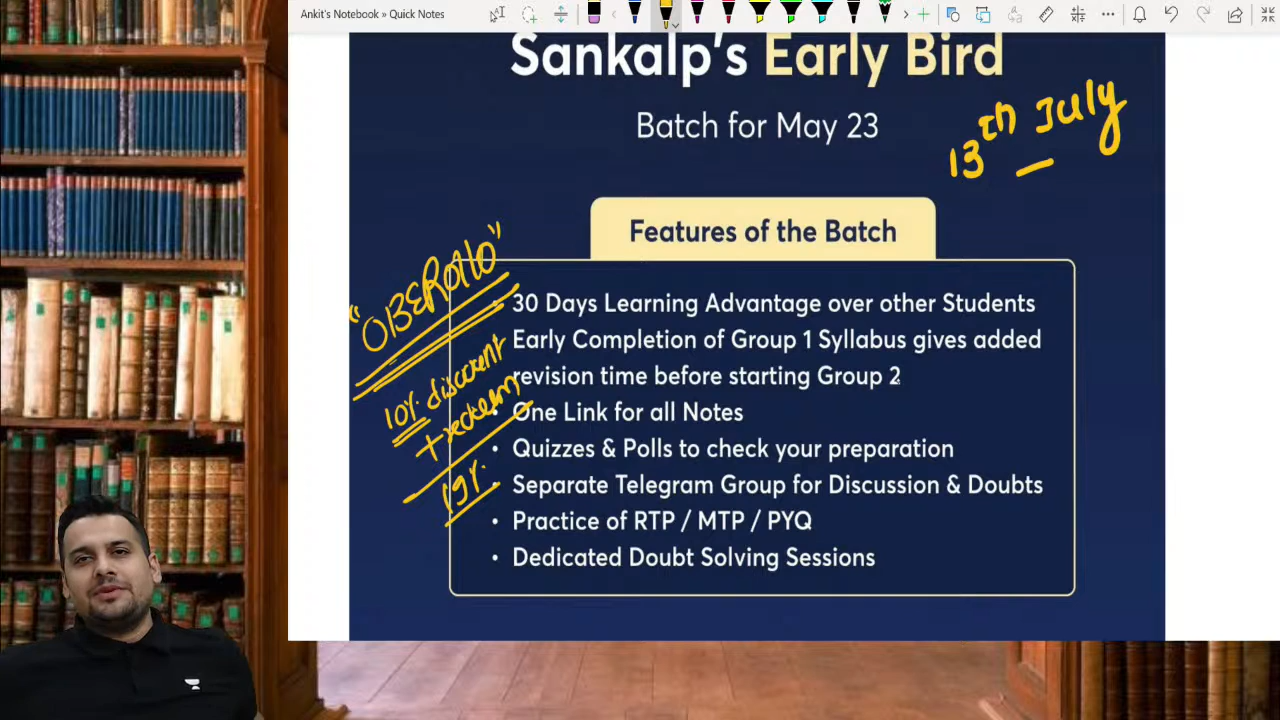 Ankit's Notebook » Quick Notes
Sankalp's Early Bird
Batch for May 23
13th July
Features of the Batch
"OBEROI10"
10% discount
+ redeem
19%
• 30 Days Learning Advantage over other Students
Early Completion of Group 1 Syllabus gives added
revision time before starting Group 2
• One Link for all Notes
• Quizzes & Polls to check your preparation
• Separate Telegram Group for Discussion & Doubts
• Practice of RTP / MTP / PYQ
• Dedicated Doubt Solving Sessions